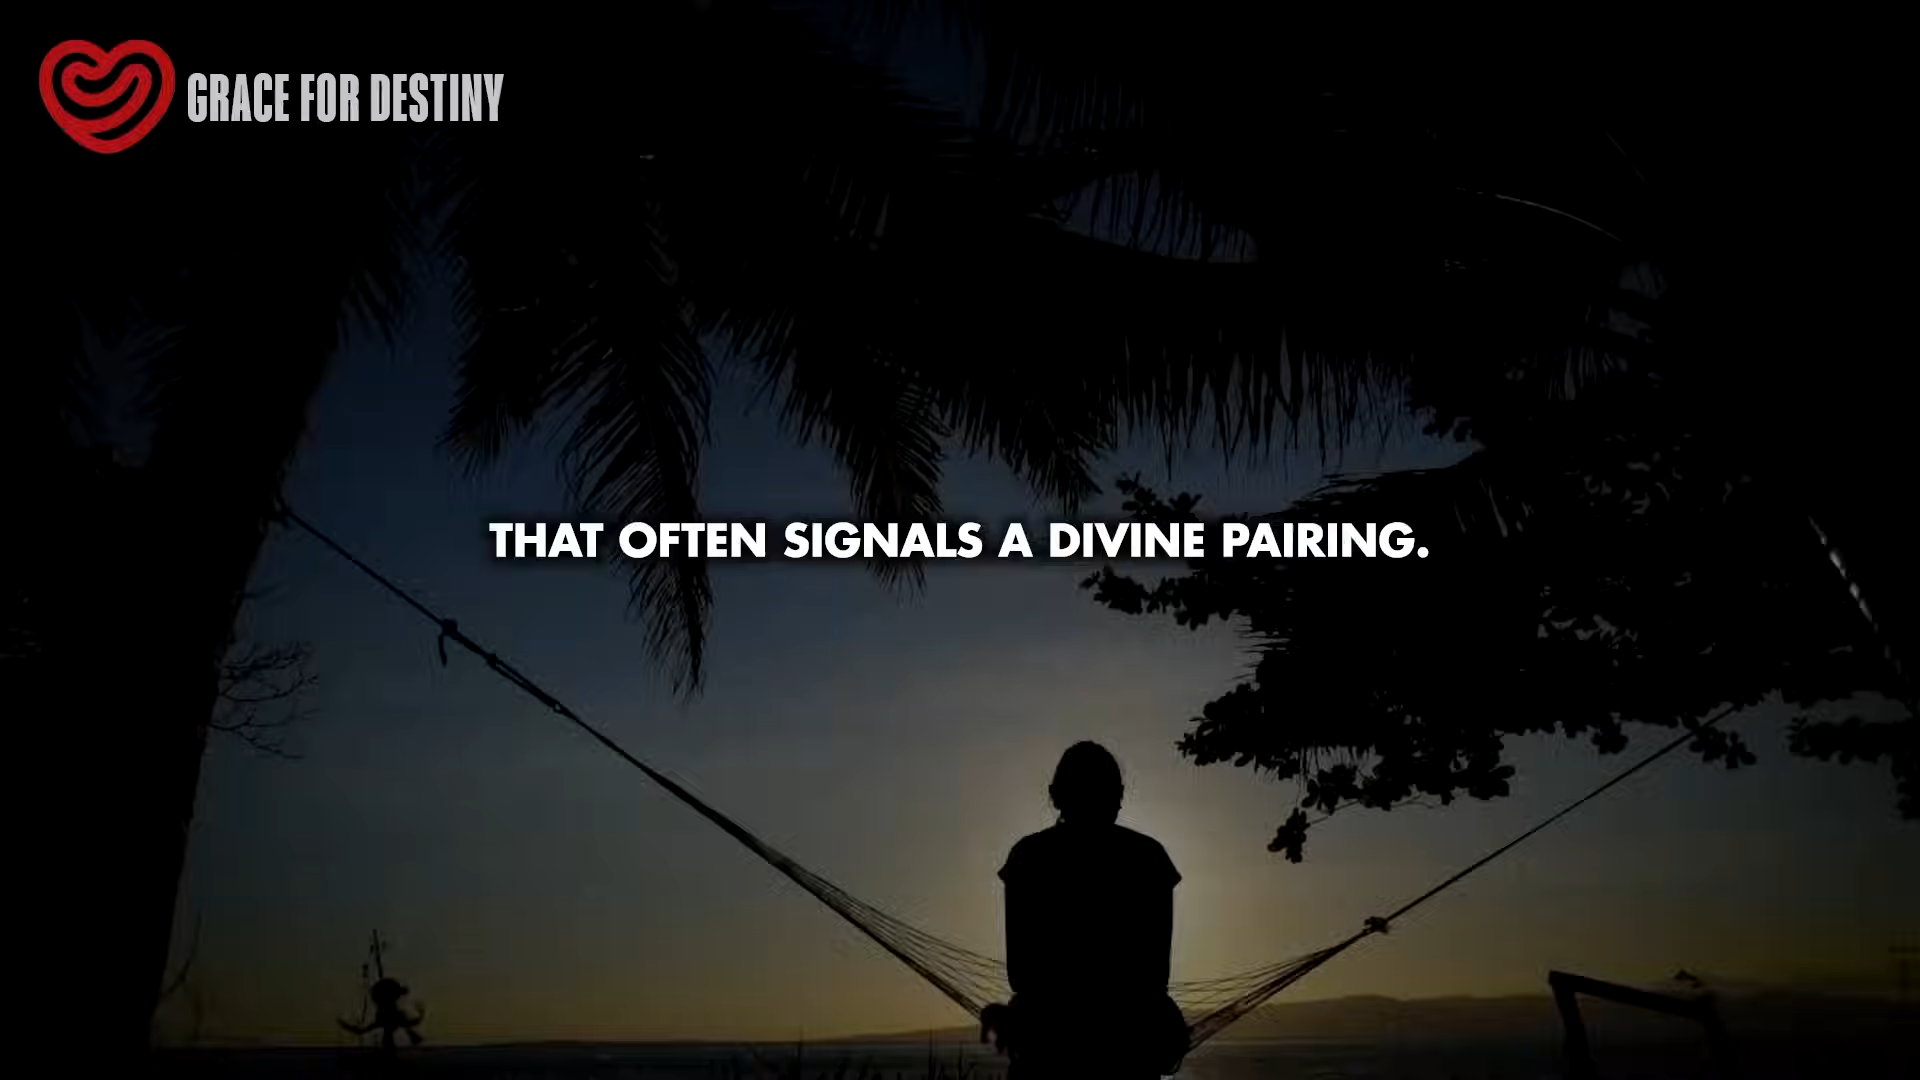 GRACE FOR DESTINY
THAT OFTEN SIGNALS A DIVINE PAIRING.